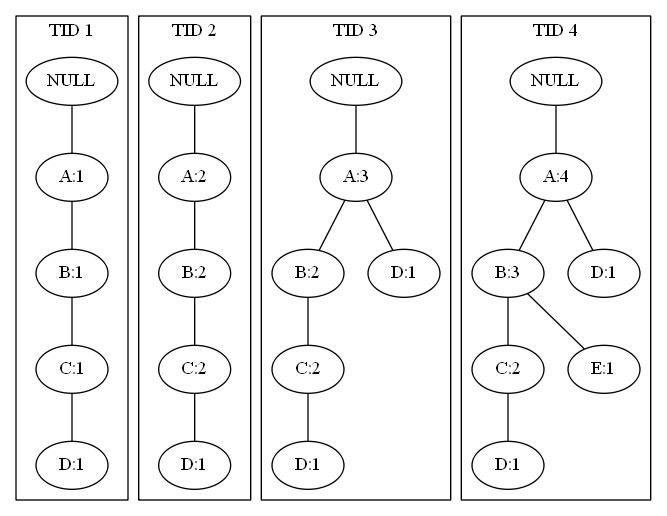 TID 1
NULL
A:1
B:1
C:1
D:1
TID 2
NULL
A:2
B:2
C:2
D:1
TID 3
NULL
A:3
B:2
D:1
C:2
D:1
TID 4
NULL
A:4
B:3
D:1
C:2
E:1
D:1